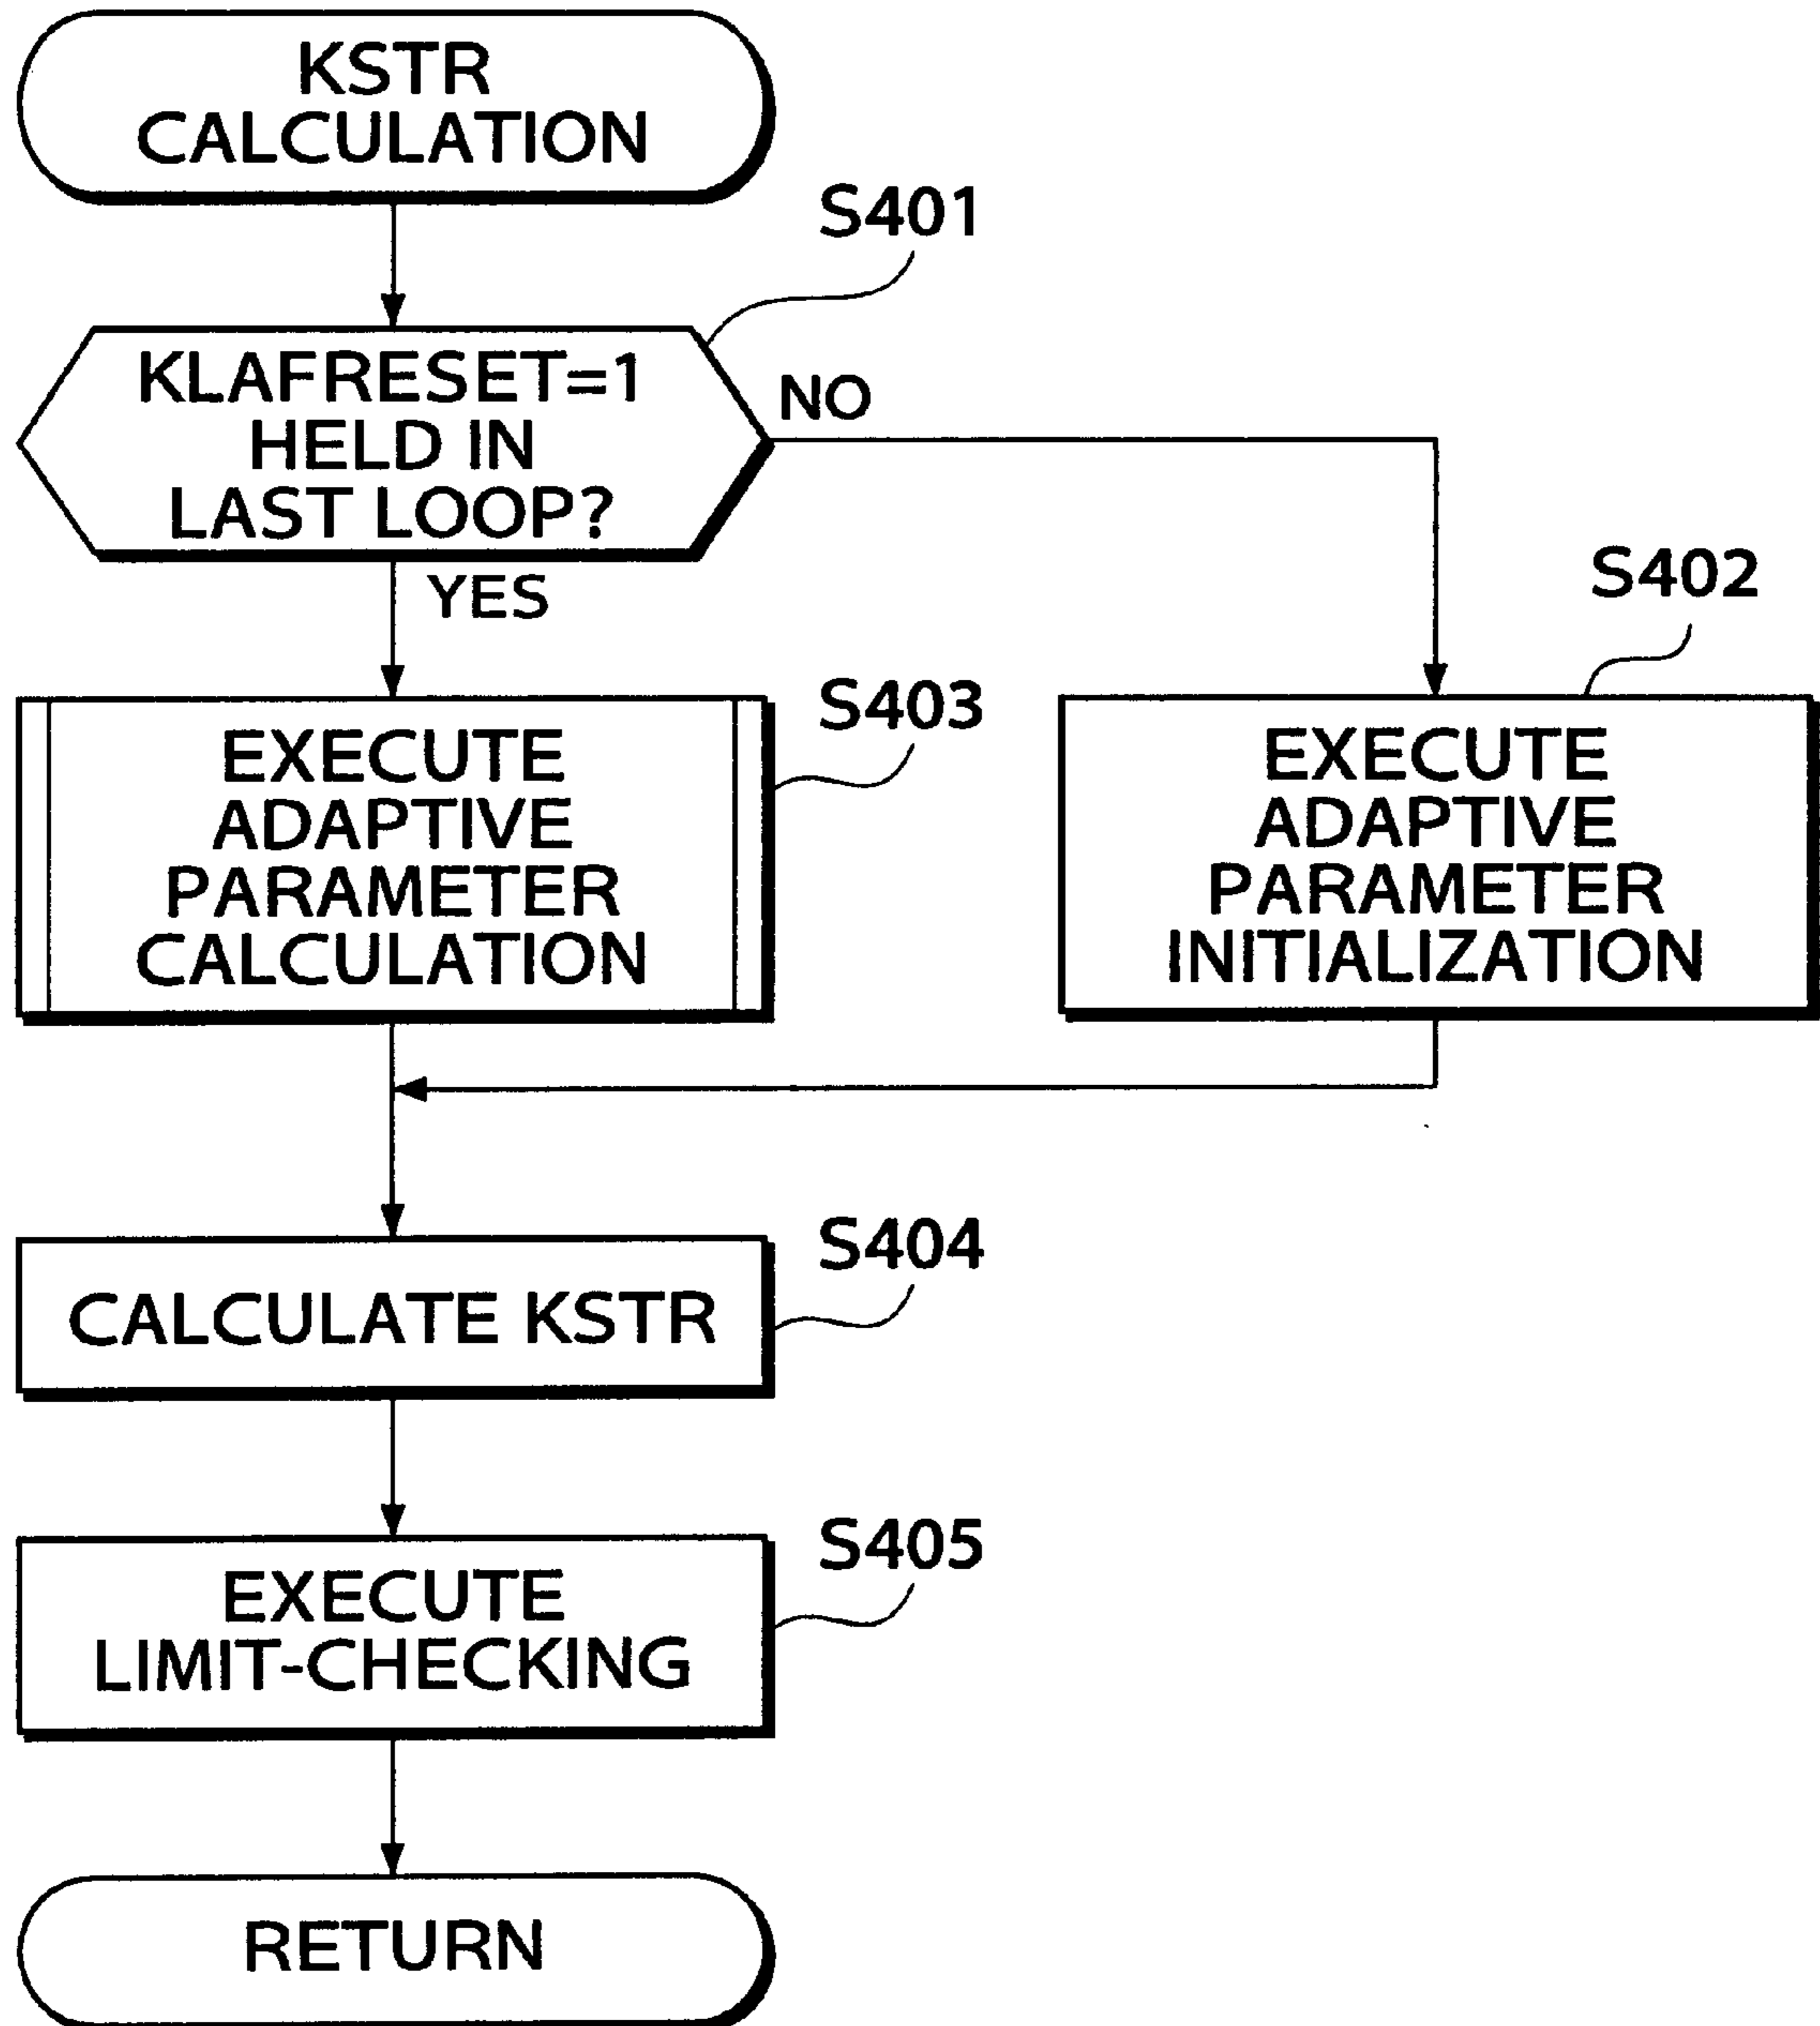 KSTR
CALCULATION
S401
KLAFRESET=1
HELD IN
LAST LOOP?
NO
YES
S402
S403
EXECUTE
ADAPTIVE
PARAMETER
CALCULATION
EXECUTE
ADAPTIVE
PARAMETER
INITIALIZATION
S404
CALCULATE KSTR
S405
EXECUTE
LIMIT-CHECKING
RETURN